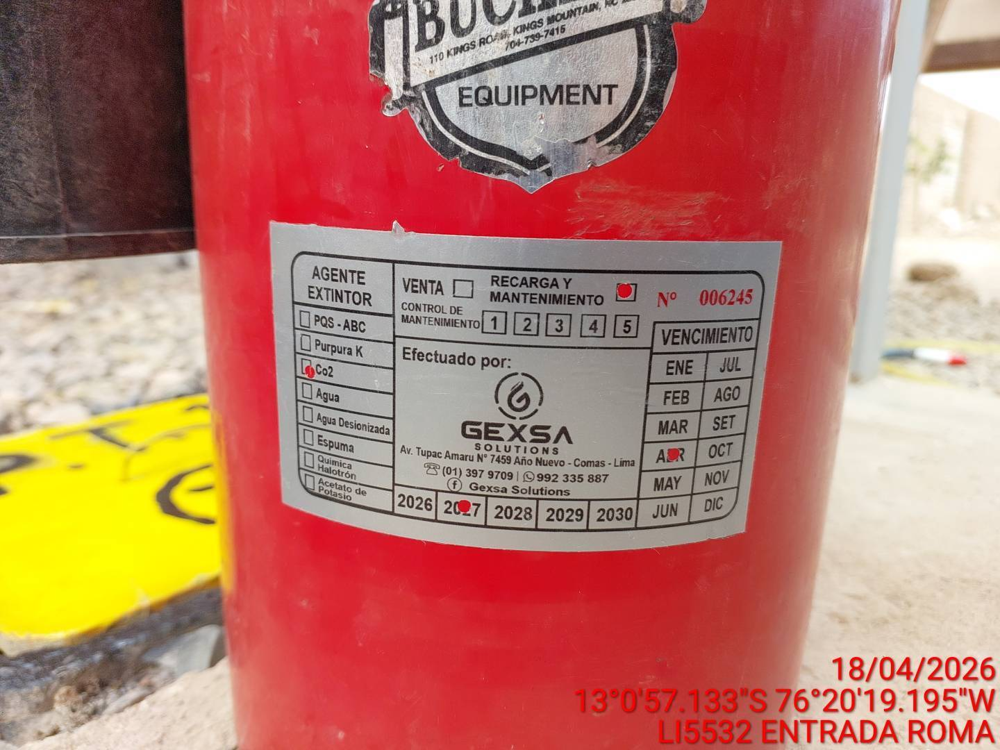 110 KINGS ROAD, KINGS MOUNTAIN, NC
704-739-7415
EQUIPMENT
AGENTE
EXTINTOR
PQS - ABC
Purpura K
Co2
Agua
Agua Desionizada
Espuma
Quimica
Halotrón
Acetato de
Potasio
VENTA
RECARGA Y
MANTENIMIENTO
CONTROL DE
MANTENIMIENTO 1 2 3 4 5
Efectuado por:
GEXSA
SOLUTIONS
Av. Tupac Amaru N° 7459 Año Nuevo - Comas - Lima
(01) 397 9709 | 992 335 887
Gexsa Solutions
2026 2027 2028 2029 2030
N° 006245
VENCIMIENTO
ENE JUL
FEB AGO
MAR SET
ABR OCT
MAY NOV
JUN DIC
18/04/2026
13°0'57.133"S 76°20'19.195"W
LI5532 ENTRADA ROMA